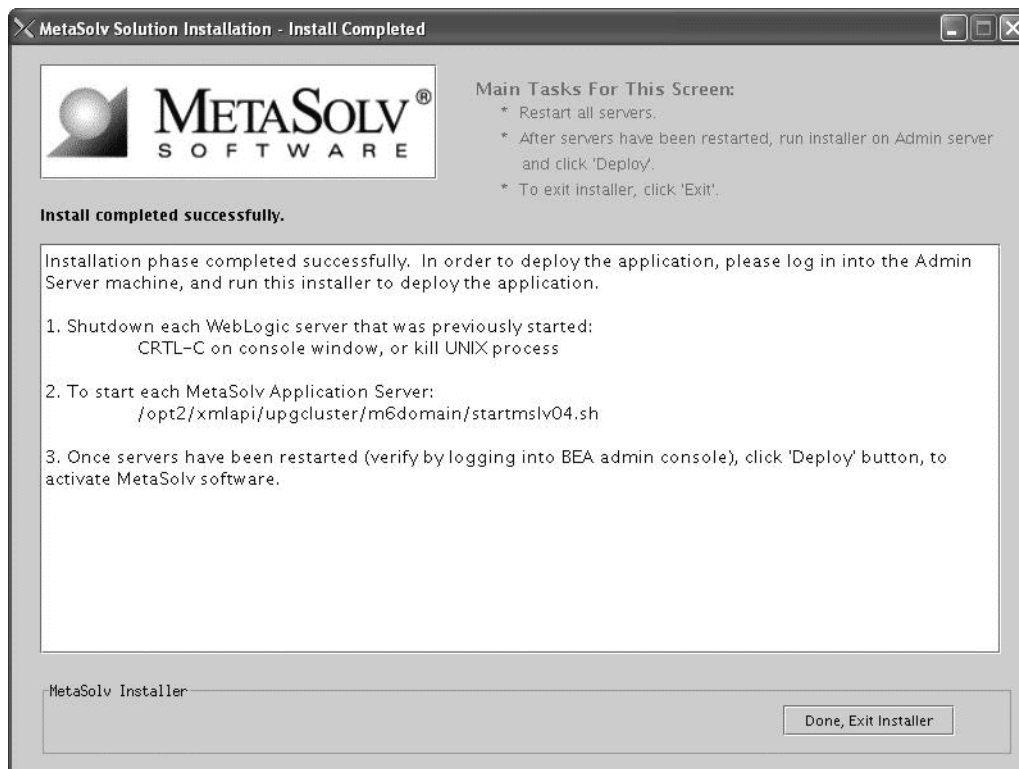 MetaSolv Solution Installation - Install Completed
METASOLV®
SOFTWARE
Main Tasks For This Screen:
* Restart all servers.
* After servers have been restarted, run installer on Admin server
and click 'Deploy'.
* To exit installer, click 'Exit'.
Install completed successfully.
Installation phase completed successfully. In order to deploy the application, please log in into the Admin
Server machine, and run this installer to deploy the application.
1. Shutdown each WebLogic server that was previously started:
CRTL-C on console window, or kill UNIX process
2. To start each MetaSolv Application Server:
/opt2/xmlapi/upgcluster/m6domain/startmslv04.sh
3. Once servers have been restarted (verify by logging into BEA admin console), click 'Deploy' button, to
activate MetaSolv software.
MetaSolv Installer
Done, Exit Installer